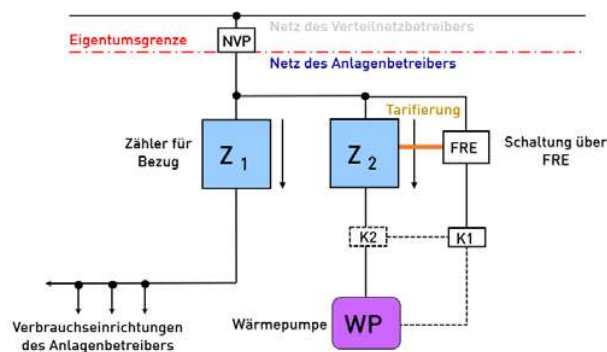 Netz des Verteilnetzbetreibers
Eigentumsgrenze
NVP
Netz des Anlagenbetreibers
Tarifierung
Zähler für
Bezug
Z 1
Z 2
FRE
Schaltung über
FRE
K2
K1
Wärmepumpe
WP
Verbrauchseinrichtungen
des Anlagenbetreibers